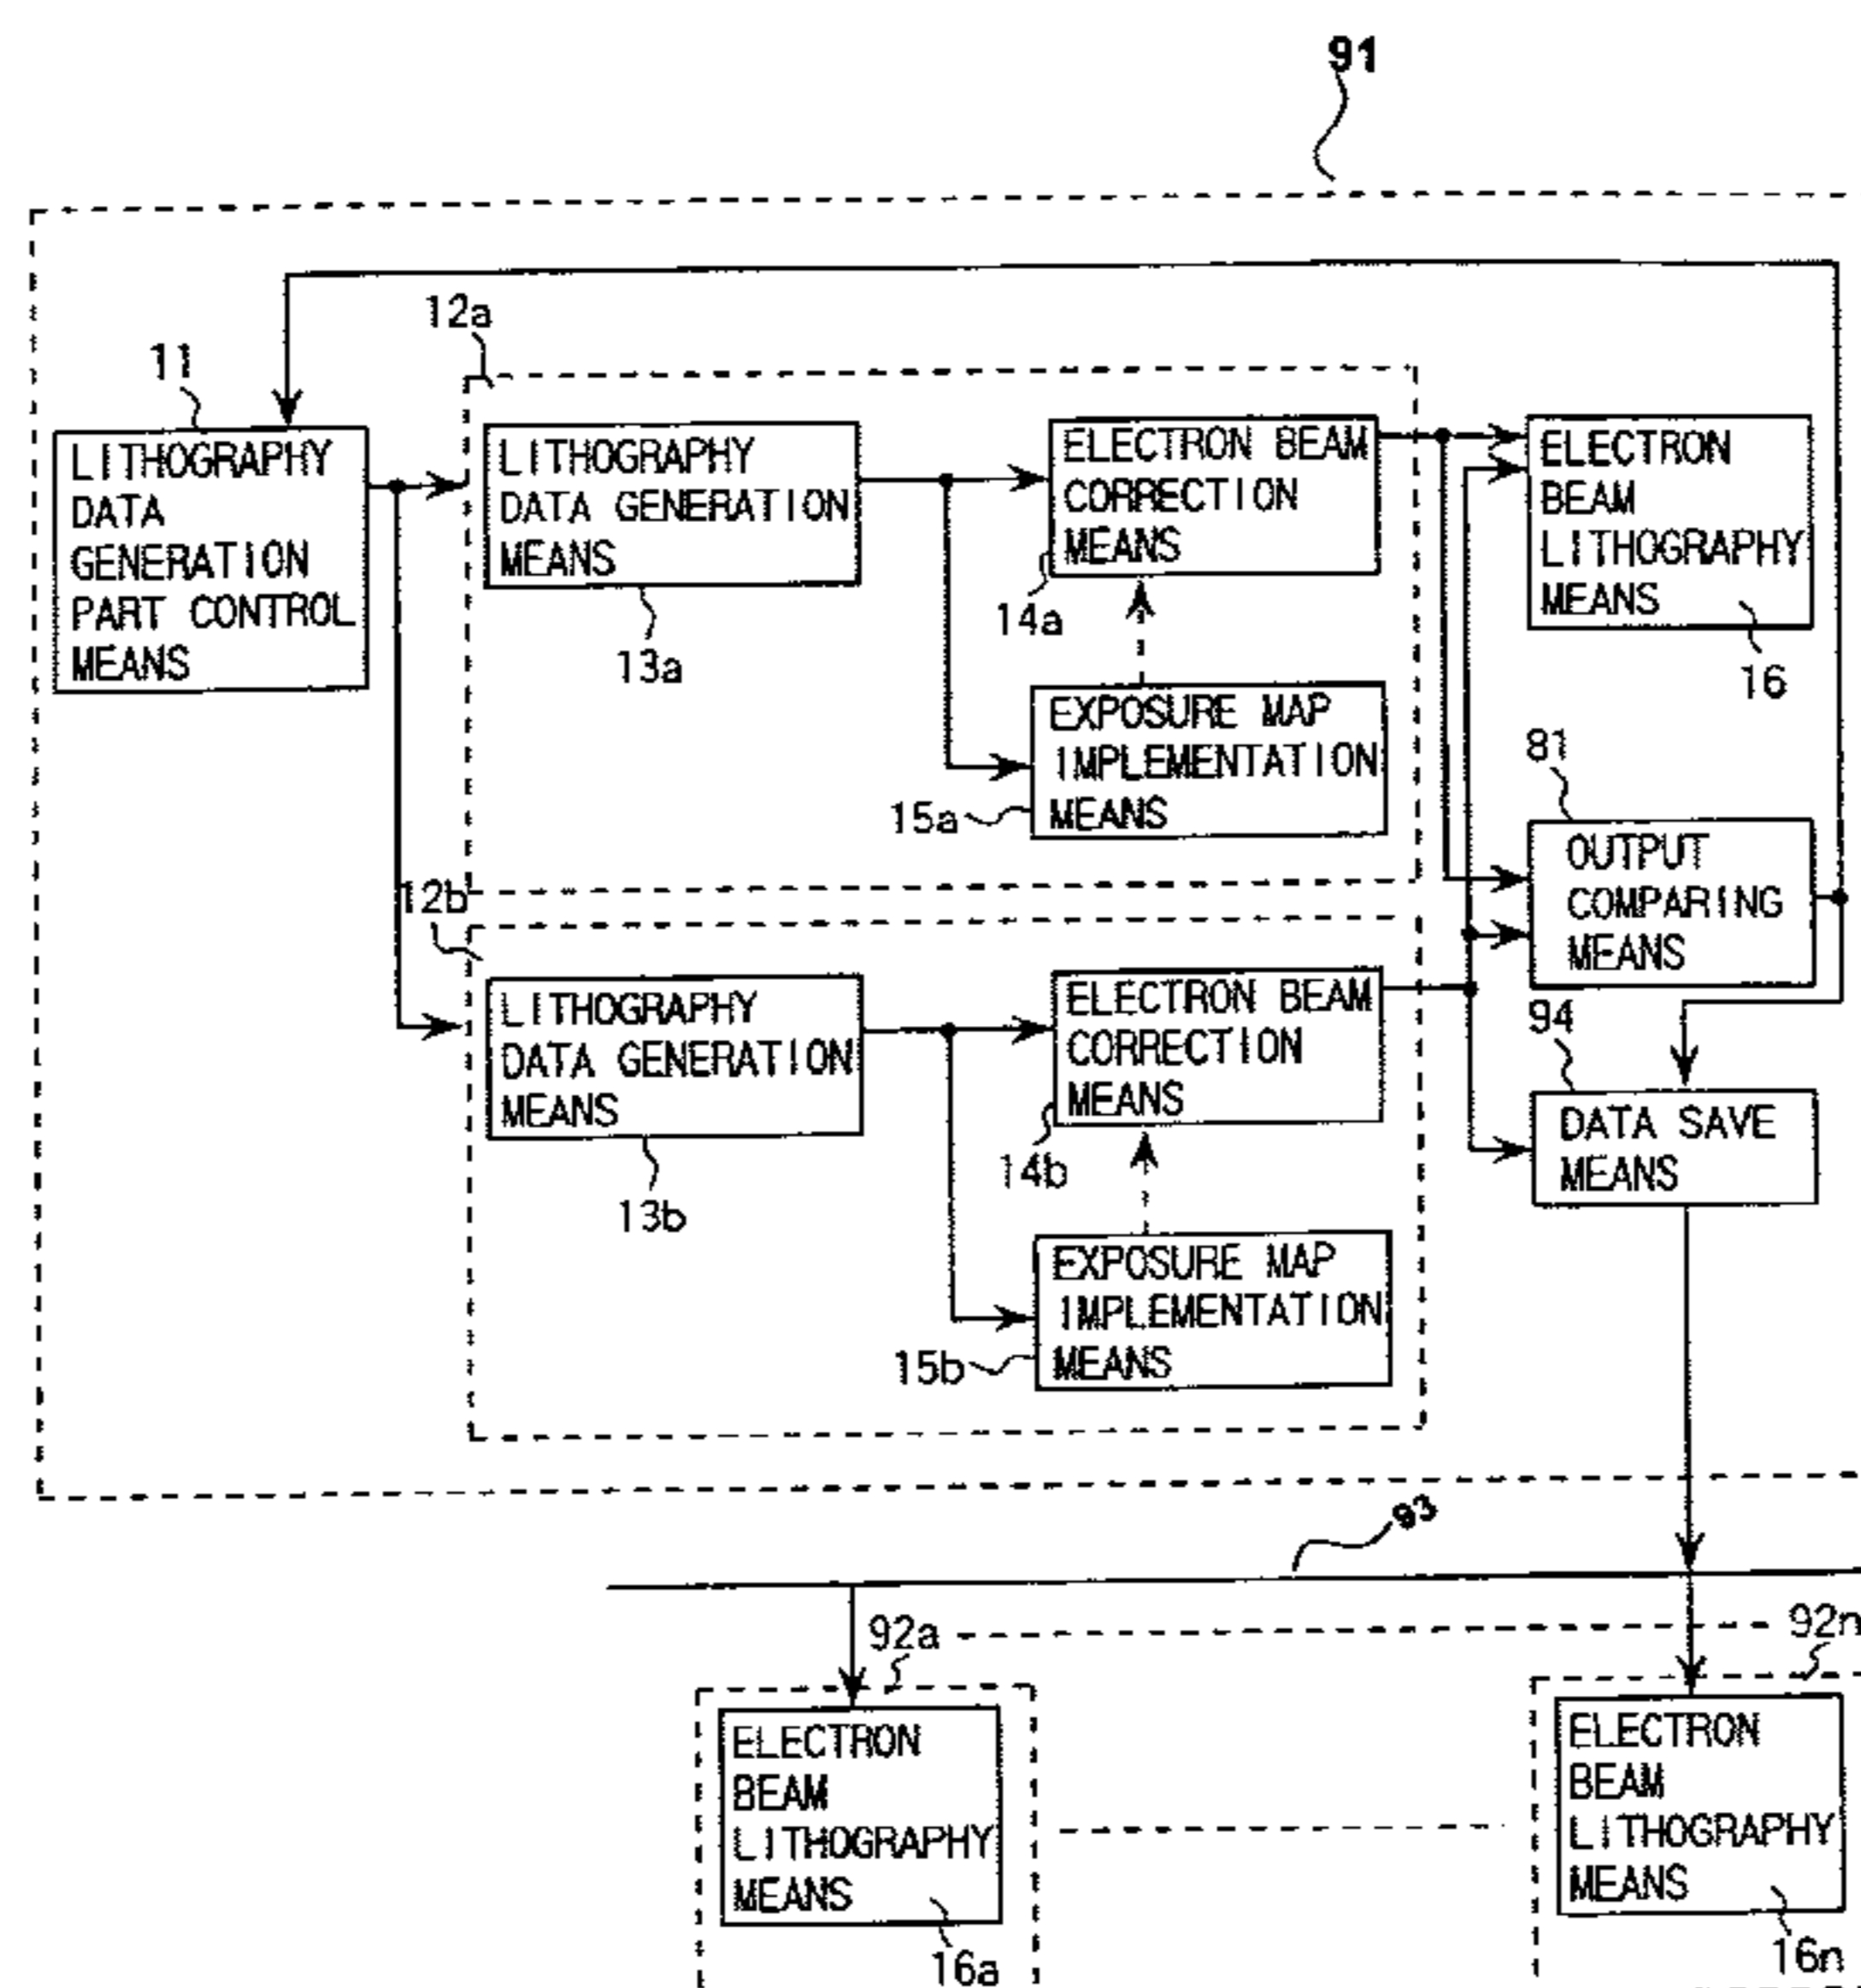 91
12a
11
LITHOGRAPHY
DATA
GENERATION
PART CONTROL
MEANS
LITHOGRAPHY
DATA GENERATION
MEANS
13a
ELECTRON BEAM
CORRECTION
MEANS
14a
EXPOSURE MAP
IMPLEMENTATION
MEANS
15a
ELECTRON
BEAM
LITHOGRAPHY
MEANS
16
81
OUTPUT
COMPARING
MEANS
12b
LITHOGRAPHY
DATA GENERATION
MEANS
13b
ELECTRON BEAM
CORRECTION
MEANS
14b
EXPOSURE MAP
IMPLEMENTATION
MEANS
15b
94
DATA SAVE
MEANS
93
92a
92n
ELECTRON
BEAM
LITHOGRAPHY
MEANS
16a
ELECTRON
BEAM
LITHOGRAPHY
MEANS
16n